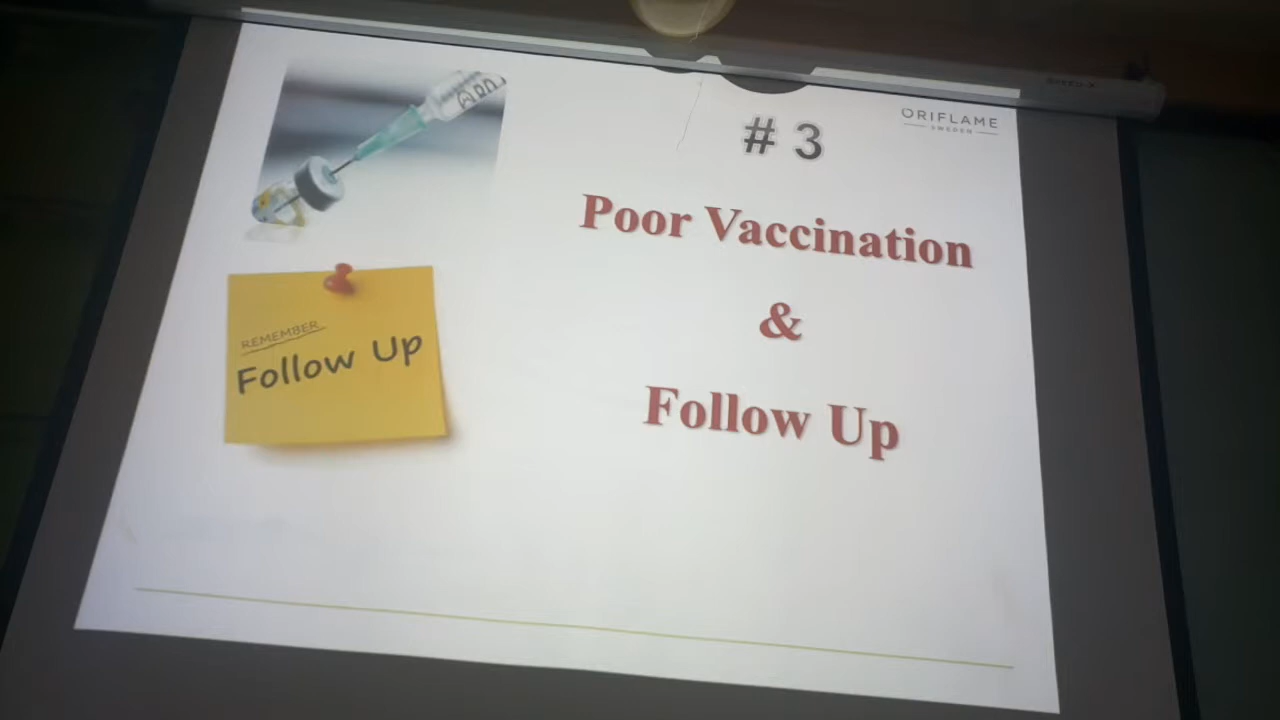 # 3
ORIFLAME
SWEDEN
Poor Vaccination
&
Follow Up
REMEMBER
Follow Up